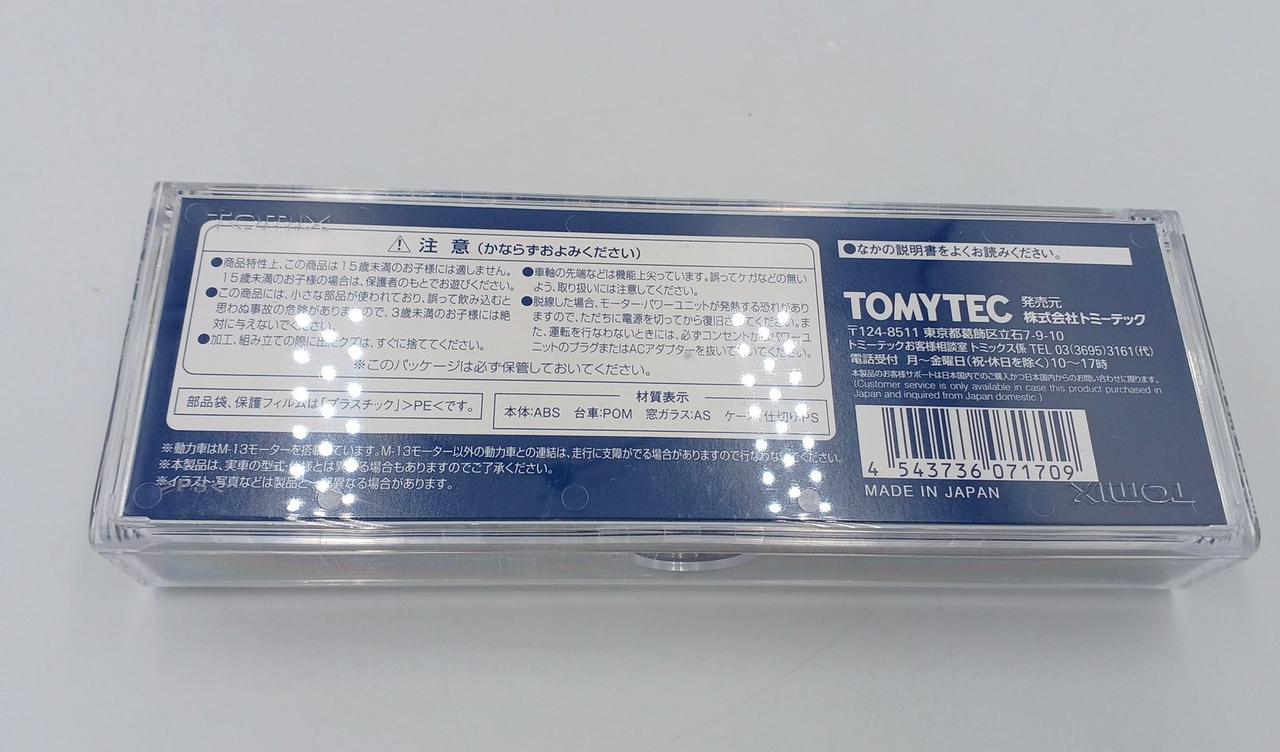 TOMIX
⚠ 注意 (かならずおよみください)
●商品特性上、この商品は15歳未満のお子様には適しません。
15歳未満のお子様の場合は、保護者のもとでお遊びください。
●この商品には、小さな部品が使われており、誤って飲み込むと
思わぬ事故の危険がありますので、3歳未満のお子様には絶
対に与えないでください。
●加工、組み立ての際に出たクズは、すぐに捨ててください。
●車軸の先端などは機能上尖っています。誤ってケガなどの無い
よう、取り扱いには注意してください。
●脱線した場合、モーターパワーユニットが発熱する恐れがあり
ますので、ただちに電源を切ってから復旧させてください。ま
た、運転を行なわないときには、必ずコンセントからパワーユ
ニットのプラグまたはACアダプターを抜いておいてください。
※このパッケージは必ず保管しておいてください。
部品袋、保護フィルムは「プラスチック」>PE<です。
材質表示
本体:ABS 台車:POM 窓ガラス:AS ケース、仕切り:PS
※動力車はM-13モーターを搭載しています。M-13モーター以外の動力車との連結は、走行に支障がでる場合がありますので行なわないでください。
※本製品は、実車の型式・仕様とは異なる場合もありますのでご了承ください。
※イラスト・写真などは製品と一部異なる場合があります。
>PS<
●なかの説明書をよくお読みください。
TOMYTEC 発売元
株式会社トミーテック
〒124-8511 東京都葛飾区立石7-9-10
トミーテックお客様相談室 トミックス係 TEL 03(3695)3161(代)
電話受付 月～金曜日(祝・休日を除く)10～17時
本製品のお客様サポートは日本国内でのご購入かつ日本国内からのお問い合わせに限ります。
(Customer service is only available in case this product purchased in
Japan and inquired from Japan domestic.)
4 543736 071709
MADE IN JAPAN
TOMIX